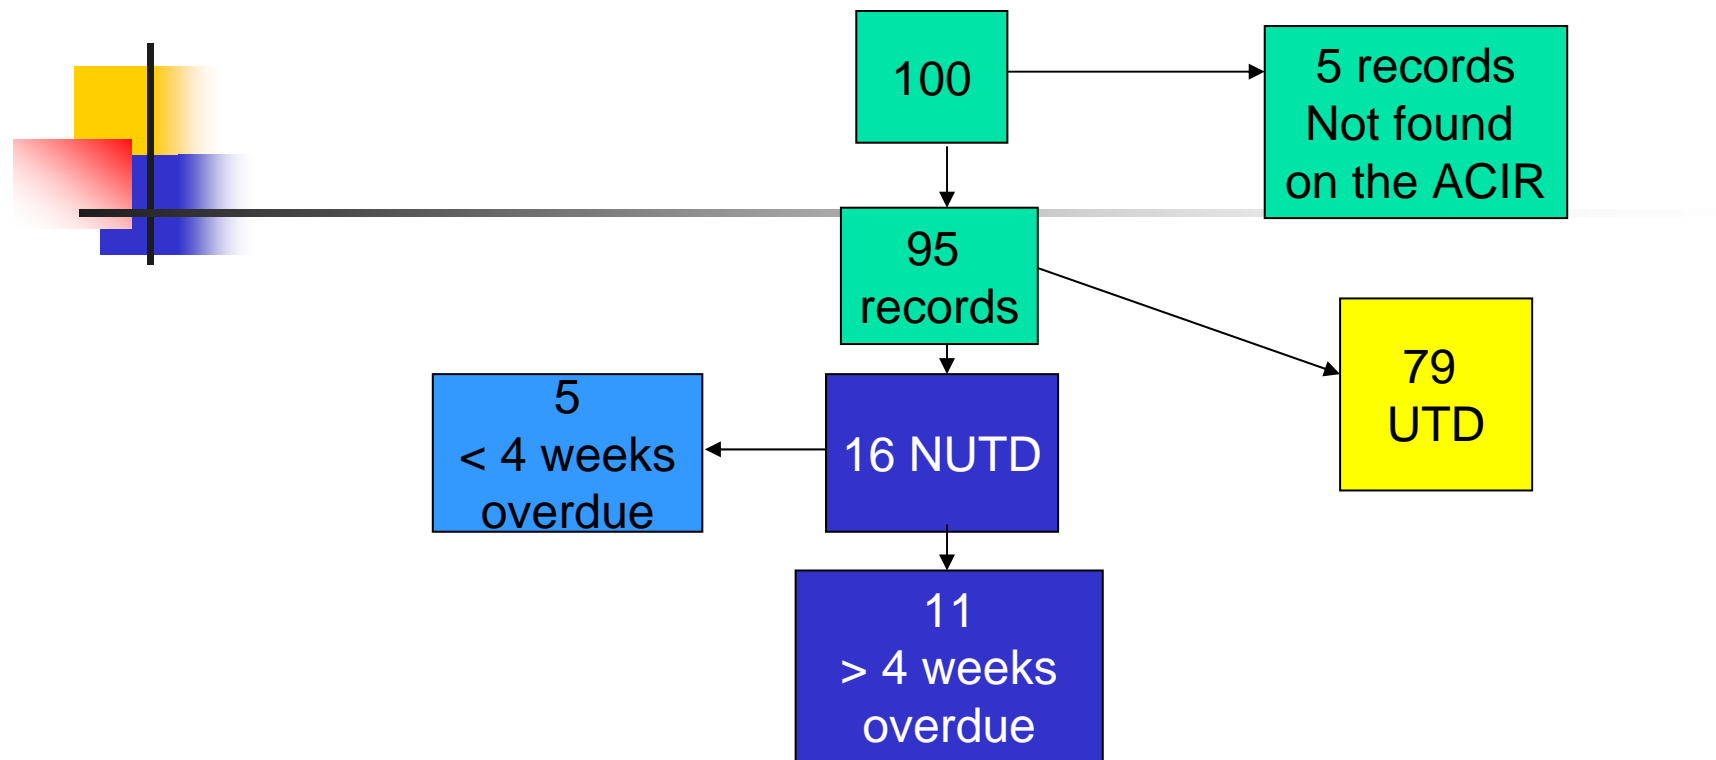 100
5 records
Not found
on the ACIR
95
records
79
UTD
5
< 4 weeks
overdue
16 NUTD
11
> 4 weeks
overdue